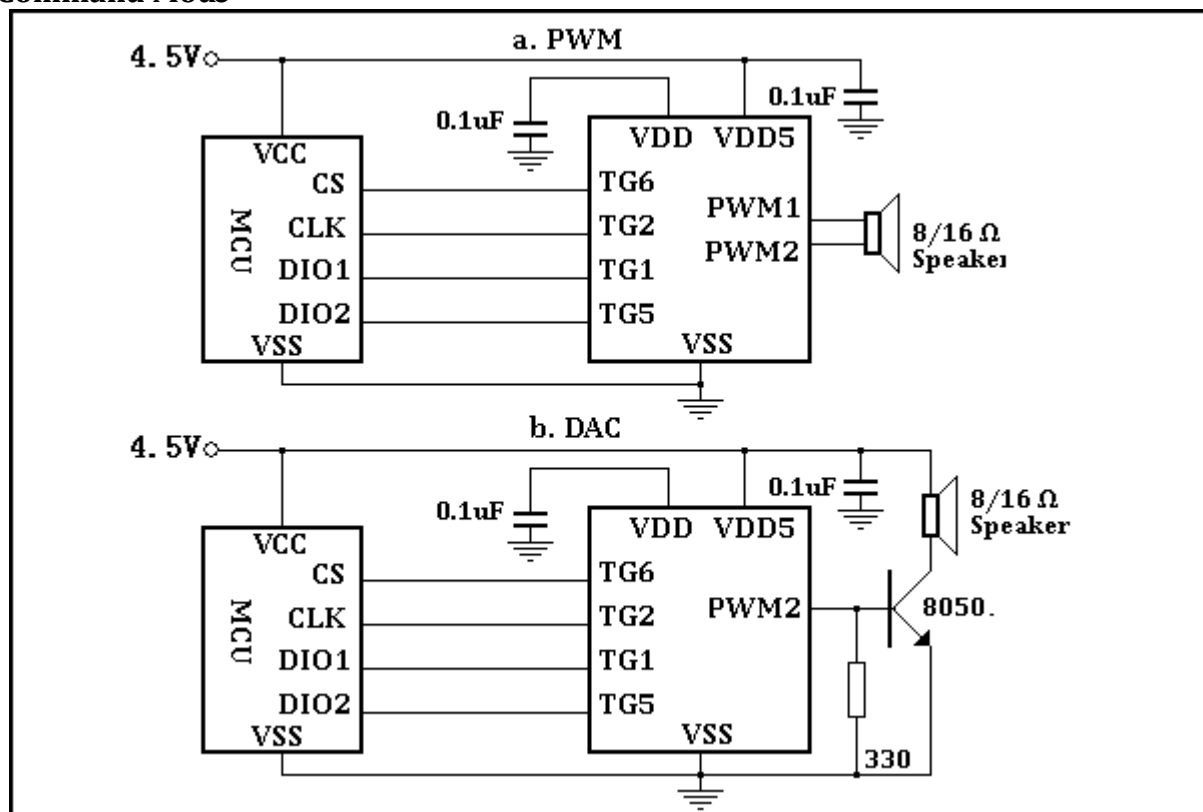 a. PWM
4.5V
0.1uF
0.1uF
VDD VDD5
VCC
MCU
CS
CLK
DIO1
DIO2
VSS
TG6
TG2
TG1
TG5
PWM1
PWM2
VSS
8/16 Ω
Speaker
b. DAC
4.5V
0.1uF
0.1uF
VDD VDD5
VCC
MCU
CS
CLK
DIO1
DIO2
VSS
TG6
TG2
TG1
TG5
PWM2
VSS
8/16 Ω
Speaker
8050.
330